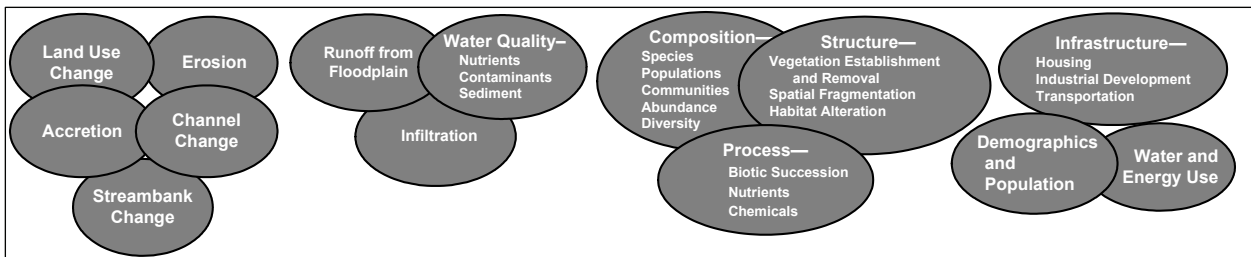 Land Use
Change
Erosion
Accretion
Channel
Change
Streambank
Change
Runoff from
Floodplain
Water Quality–
Nutrients
Contaminants
Sediment
Infiltration
Composition—
Species
Populations
Communities
Abundance
Diversity
Structure—
Vegetation Establishment
and Removal
Spatial Fragmentation
Habitat Alteration
Process—
Biotic Succession
Nutrients
Chemicals
Infrastructure—
Housing
Industrial Development
Transportation
Demographics
and
Population
Water and
Energy Use